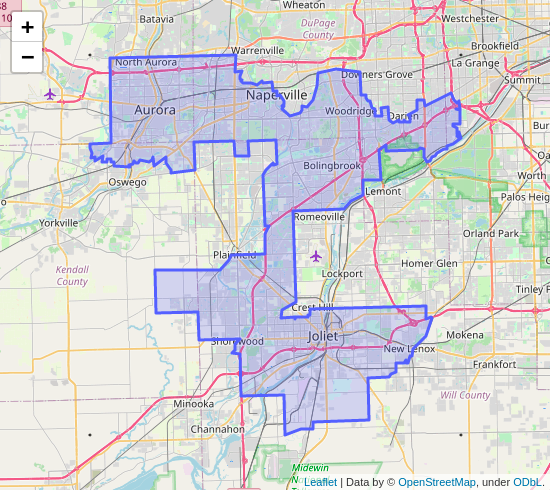 88
10
Wheaton
Batavia
DuPage
County
Westchester
+
−
Warrenville
Brookfield
North Aurora
La Grange
Downers Grove
Summit
Naperville
Aurora
Woodridge
Darien
Bolingbrook
Oswego
Lemont
Palos Heig
Worth
Romeoville
Yorkville
Orland Park
Plainfield
Homer Glen
Kendall
County
Lockport
Tinley F
Crest Hill
Joliet
Mokena
Shorewood
New Lenox
Frankfort
Minooka
Will County
Channahon
Midewin
Leaflet | Data by © OpenStreetMap, under ODbL.